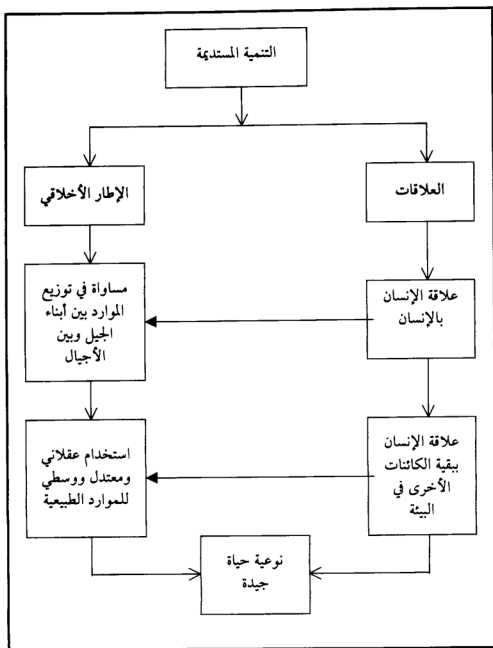 التنمية المستديمة
العلاقات
الإطار الأخلاقي
علاقة الإنسان
بالإنسان
مساواة في توزيع
الموارد بين أبناء
الجيل وبين
الأجيال
علاقة الإنسان
ببقية الكائنات
الأخرى في
البيئة
استخدام عقلاني
ومعتدل ووسطي
للموارد الطبيعية
نوعية حياة
جيدة